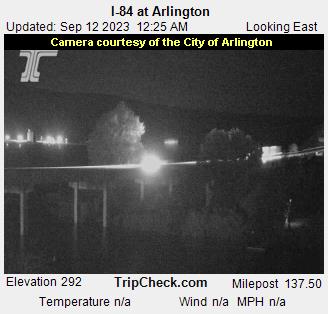 I-84 at Arlington
Updated: Sep 12 2023 12:25 AM Looking East
Camera courtesy of the City of Arlington
Elevation 292 TripCheck.com Milepost 137.50
Temperature n/a Wind n/a MPH n/a